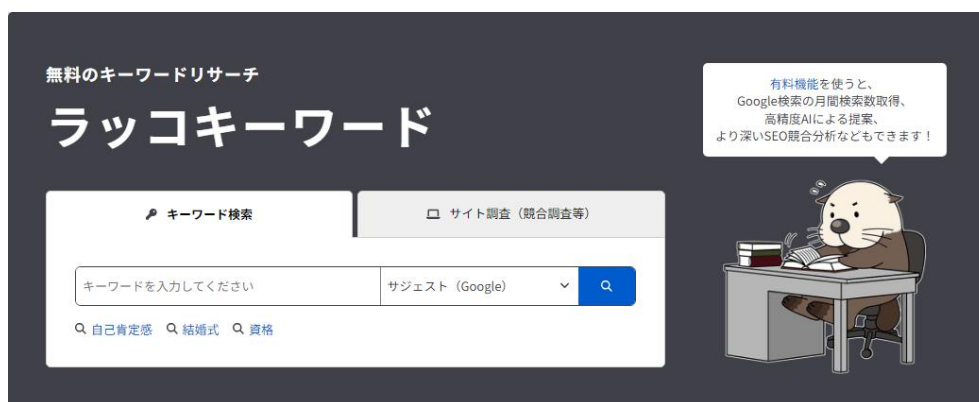 無料のキーワードリサーチ
ラッコキーワード
有料機能を使うと、
Google検索の月間検索数取得、
高精度AIによる提案、
より深いSEO競合分析などもできます！
キーワード検索
サイト調査（競合調査等）
キーワードを入力してください
サジェスト（Google）
自己肯定感 結婚式 資格